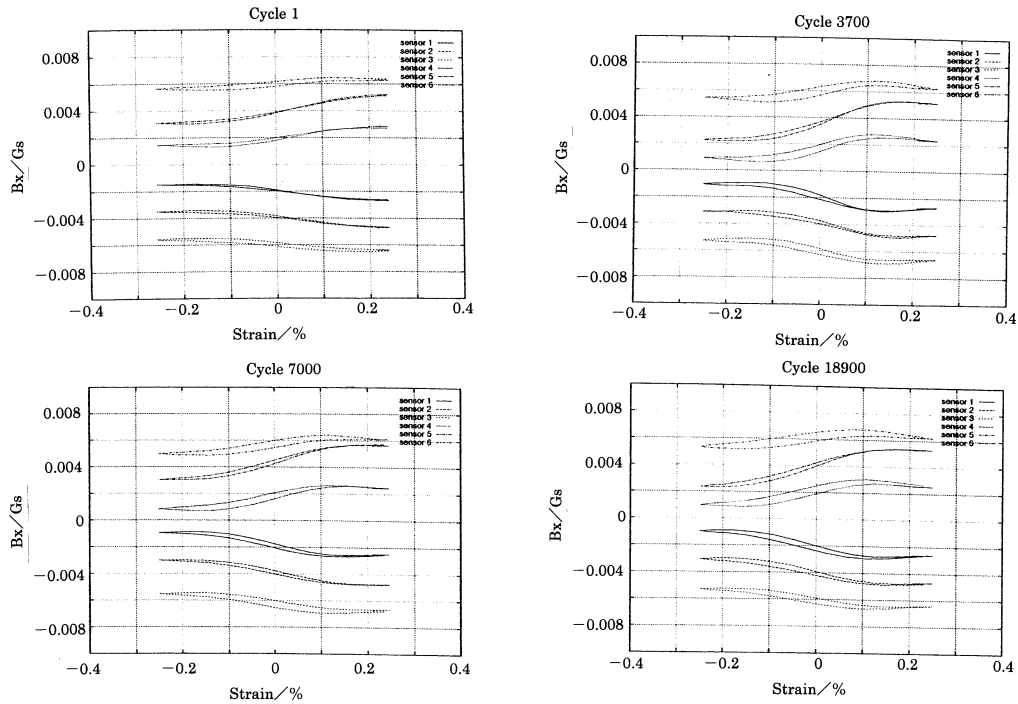 Cycle 1
0.008
0.004
0
−0.004
−0.008
Bx/Gs
sensor 1
sensor 2
sensor 3
sensor 4
sensor 5
sensor 6
−0.4
−0.2
0
0.2
0.4
Strain/%
Cycle 3700
0.008
0.004
0
−0.004
−0.008
Bx/Gs
sensor 1
sensor 2
sensor 3
sensor 4
sensor 5
sensor 6
−0.4
−0.2
0
0.2
0.4
Strain/%
Cycle 7000
0.008
0.004
0
−0.004
−0.008
Bx/Gs
sensor 1
sensor 2
sensor 3
sensor 4
sensor 5
sensor 6
−0.4
−0.2
0
0.2
0.4
Strain/%
Cycle 18900
0.008
0.004
0
−0.004
−0.008
Bx/Gs
sensor 1
sensor 2
sensor 3
sensor 4
sensor 5
sensor 6
−0.4
−0.2
0
0.2
0.4
Strain/%